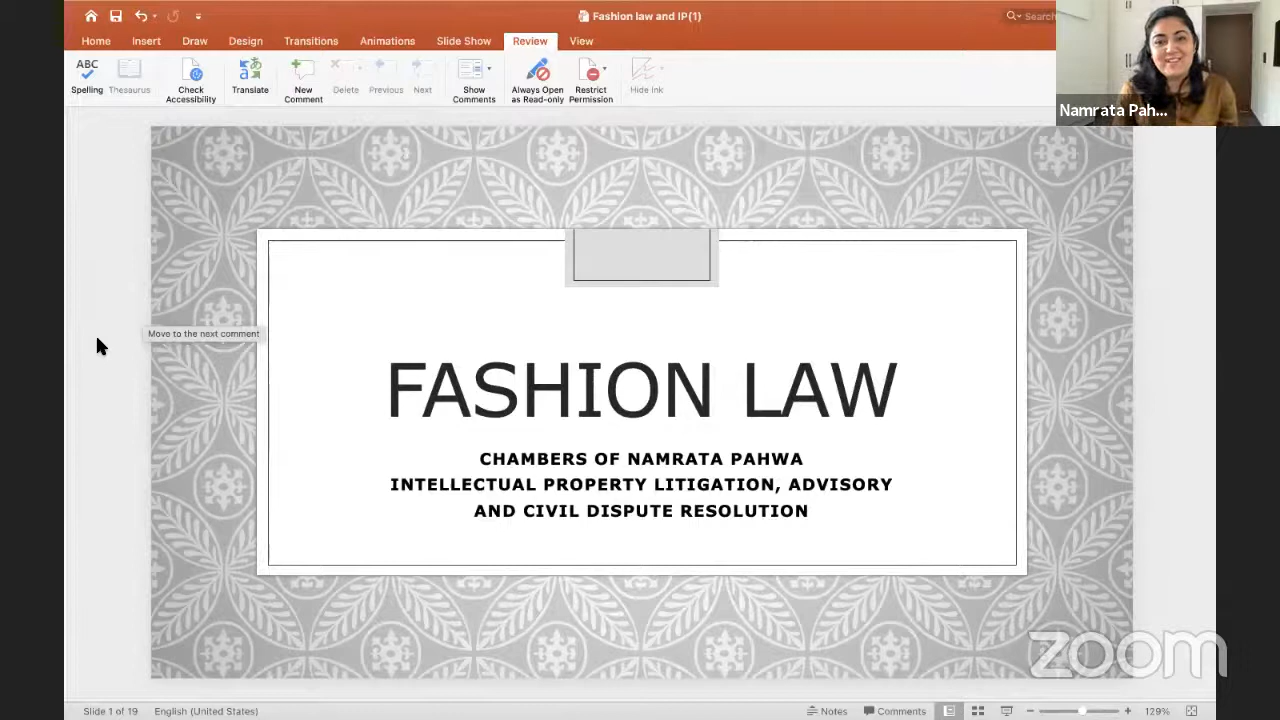 Fashion law and IP(1)
Search
Home Insert Draw Design Transitions Animations Slide Show Review View
ABC
Spelling Thesaurus Check Accessibility Translate New Comment Delete Previous Next Show Comments Always Open as Read-only Restrict Permission Hide Ink
Namrata Pah...
Move to the next comment
FASHION LAW
CHAMBERS OF NAMRATA PAHWA
INTELLECTUAL PROPERTY LITIGATION, ADVISORY
AND CIVIL DISPUTE RESOLUTION
zoom
Slide 1 of 19 English (United States) Notes Comments 129%